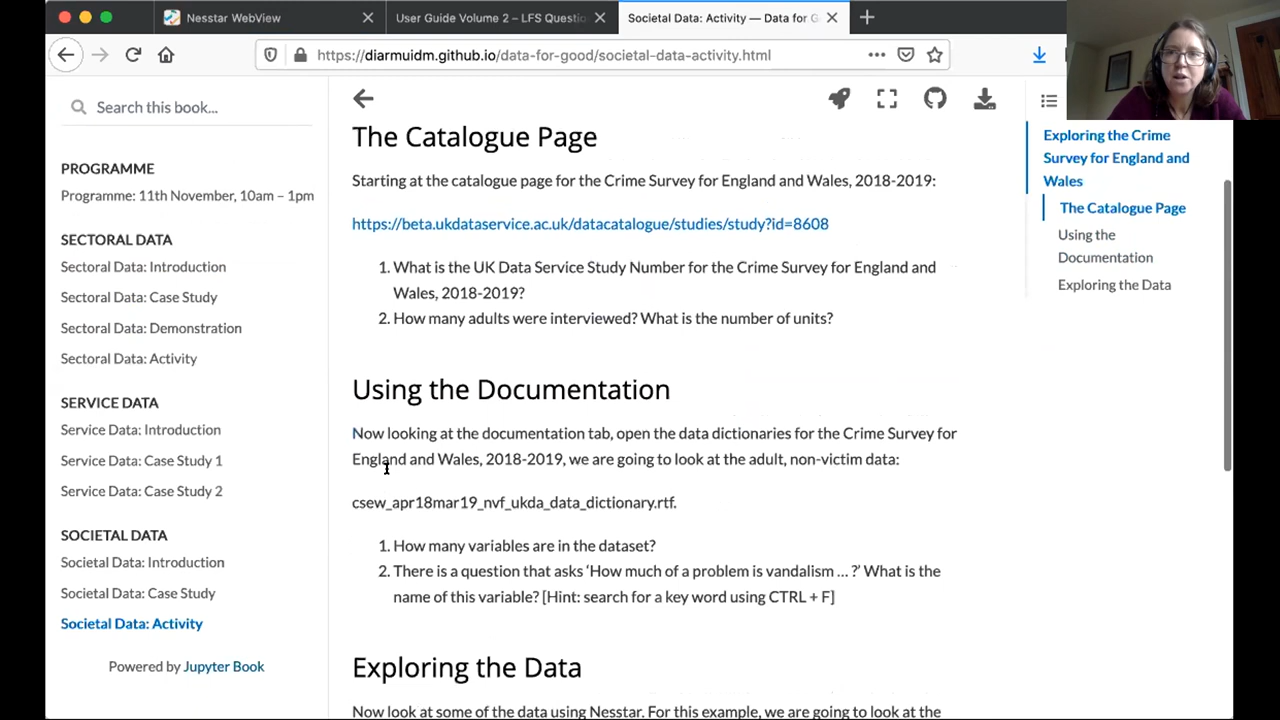 Nesstar WebView
User Guide Volume 2 – LFS Questio
Societal Data: Activity — Data for G
https://diarmuidm.github.io/data-for-good/societal-data-activity.html
Search this book...
PROGRAMME
Programme: 11th November, 10am – 1pm
SECTORAL DATA
Sectoral Data: Introduction
Sectoral Data: Case Study
Sectoral Data: Demonstration
Sectoral Data: Activity
SERVICE DATA
Service Data: Introduction
Service Data: Case Study 1
Service Data: Case Study 2
SOCIETAL DATA
Societal Data: Introduction
Societal Data: Case Study
Societal Data: Activity
Powered by Jupyter Book
The Catalogue Page
Starting at the catalogue page for the Crime Survey for England and Wales, 2018-2019:
https://beta.ukdataservice.ac.uk/datacatalogue/studies/study?id=8608
1. What is the UK Data Service Study Number for the Crime Survey for England and
Wales, 2018-2019?
2. How many adults were interviewed? What is the number of units?
Using the Documentation
Now looking at the documentation tab, open the data dictionaries for the Crime Survey for
England and Wales, 2018-2019, we are going to look at the adult, non-victim data:
csew_apr18mar19_nvf_ukda_data_dictionary.rtf.
1. How many variables are in the dataset?
2. There is a question that asks ‘How much of a problem is vandalism ... ?’ What is the
name of this variable? [Hint: search for a key word using CTRL + F]
Exploring the Data
Now look at some of the data using Nesstar. For this example, we are going to look at the
Exploring the Crime
Survey for England and
Wales
The Catalogue Page
Using the
Documentation
Exploring the Data